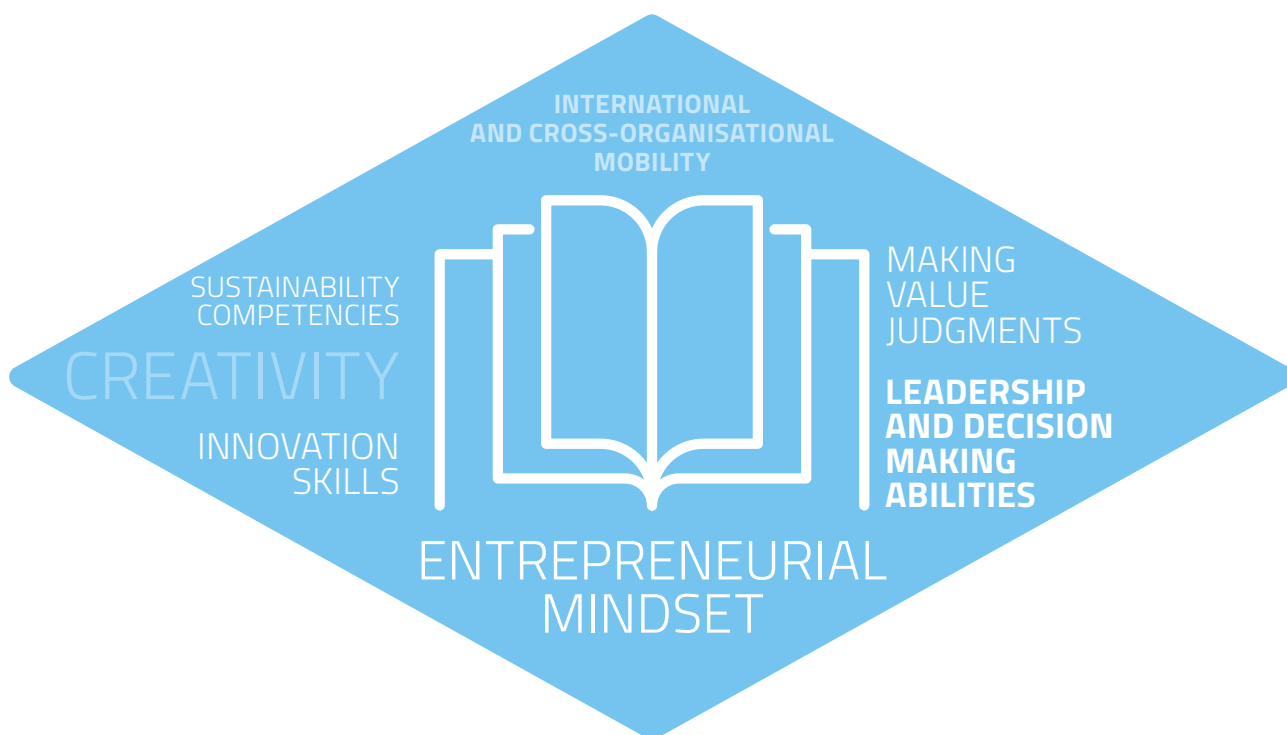 INTERNATIONAL
AND CROSS-ORGANISATIONAL
MOBILITY
SUSTAINABILITY
COMPETENCIES
CREATIVITY
INNOVATION
SKILLS
MAKING
VALUE
JUDGMENTS
LEADERSHIP
AND DECISION
MAKING
ABILITIES
ENTREPRENEURIAL
MINDSET